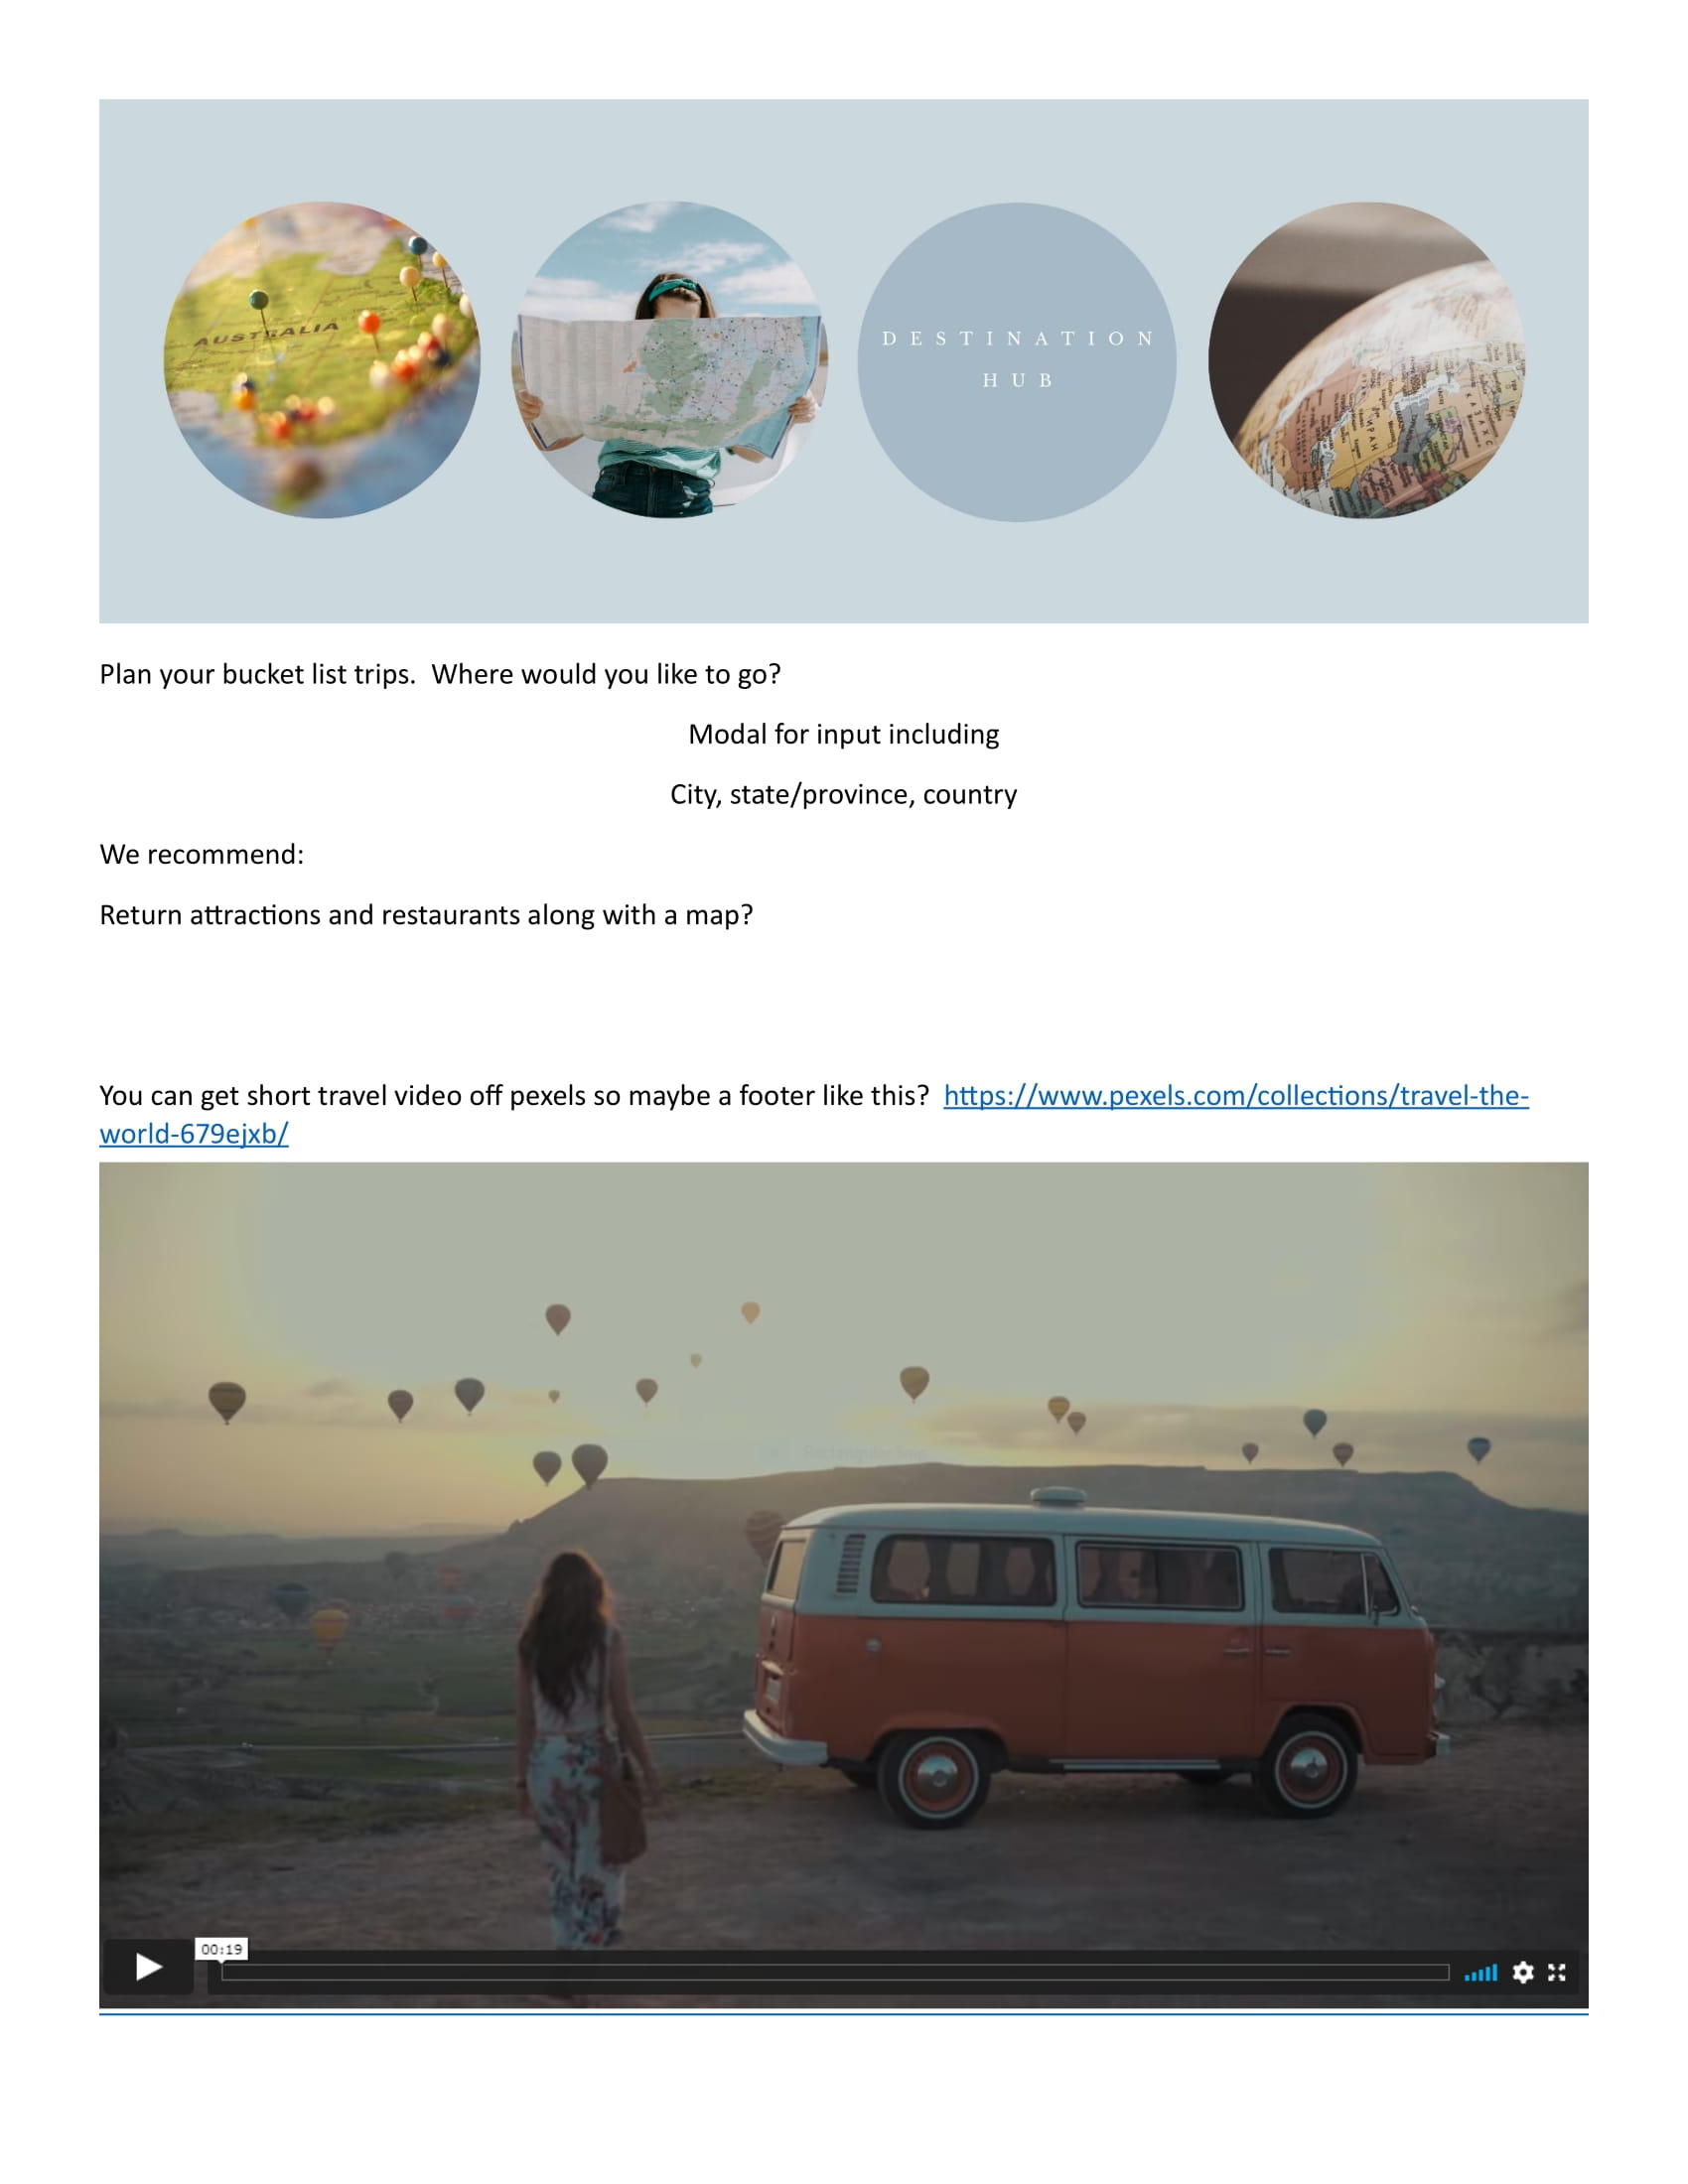 AUSTRALIA
DESTINATION
HUB
ИРАН
КАЗАХС
Plan your bucket list trips.  Where would you like to go?
Modal for input including
City, state/province, country
We recommend:
Return attractions and restaurants along with a map?
You can get short travel video off pexels so maybe a footer like this?  https://www.pexels.com/collections/travel-the-
world-679ejxb/
00:19